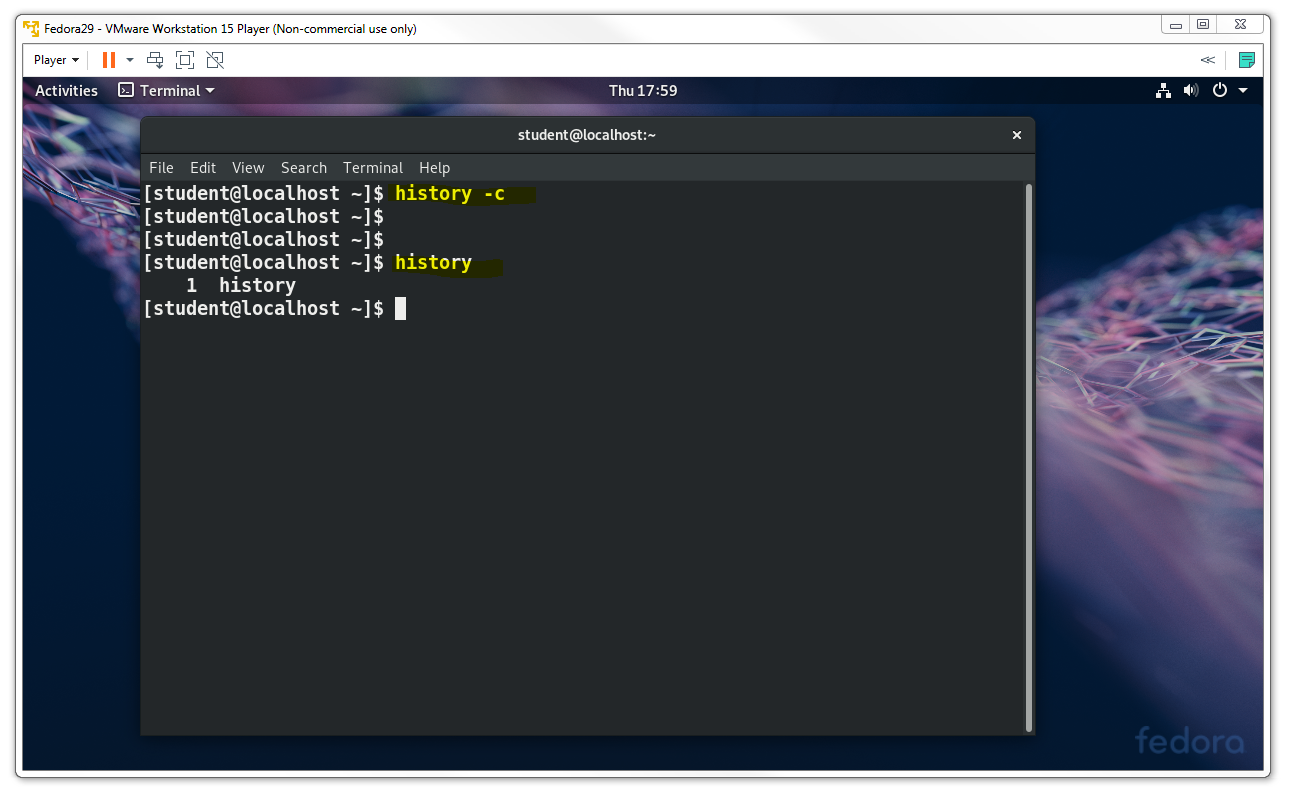 Fedora29 - VMware Workstation 15 Player (Non-commercial use only)
Player
Activities Terminal Thu 17:59
student@localhost:~
File Edit View Search Terminal Help
[student@localhost ~]$ history -c
[student@localhost ~]$
[student@localhost ~]$
[student@localhost ~]$ history
1 history
[student@localhost ~]$
fedora